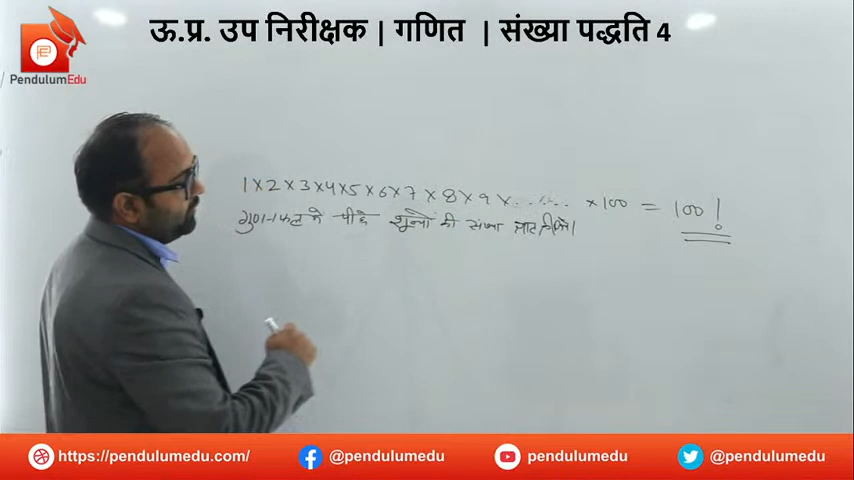 ऊ.प्र. उप निरीक्षक | गणित | संख्या पद्धति 4
PendulumEdu
1×2×3×4×5×6×7×8×9×...... ×100 = 100!
गुणनफल मे पीछे शून्यो की संख्या ज्ञात कीजिये।
https://pendulumedu.com/ @pendulumedu pendulumedu @pendulumedu